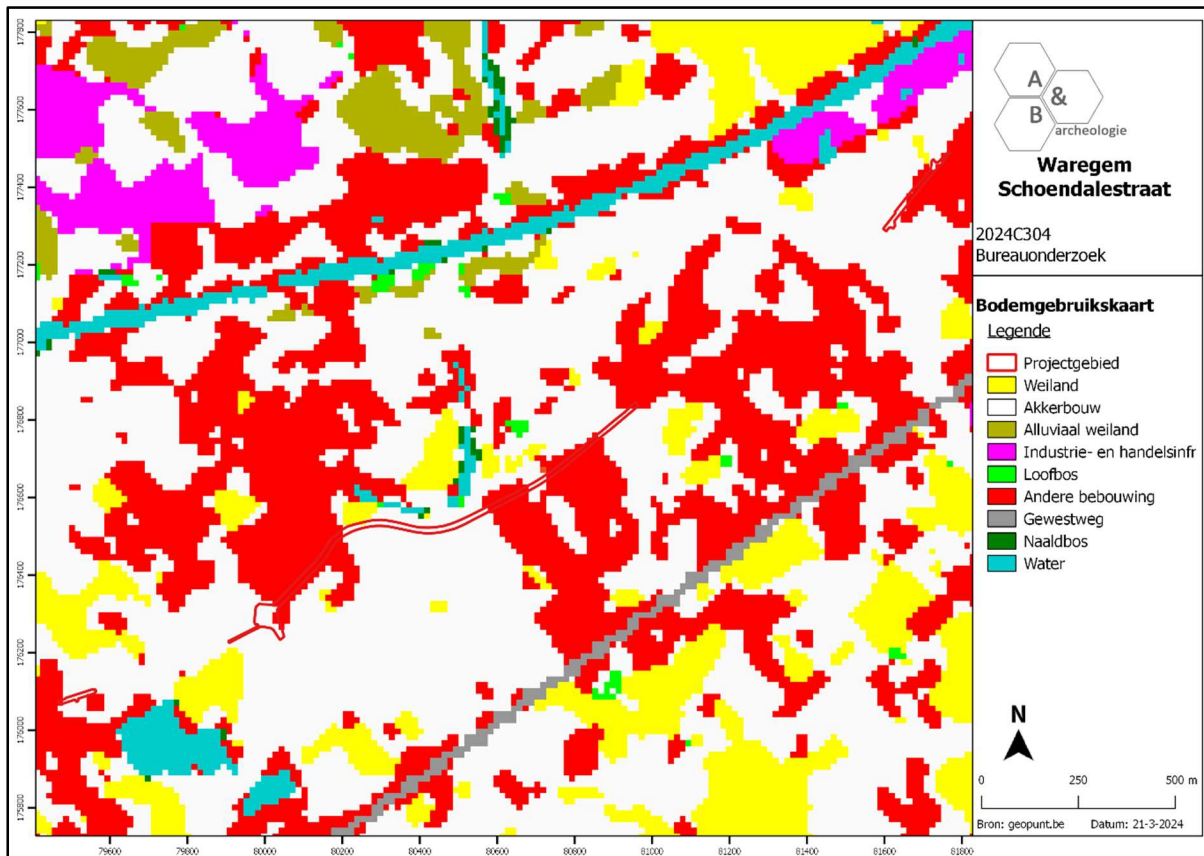 A
&
B
archeologie
Waregem
Schoendalestraat
2024C304
Bureauonderzoek
Bodemgebruikskaart
Legende
Projectgebied
Weiland
Akkerbouw
Alluviaal weiland
Industrie- en handelsinfr
Loofbos
Andere bebouwing
Gewestweg
Naaldbos
Water
N
0 250 500 m
Bron: geopunt.be Datum: 21-3-2024
177800
177600
177400
177200
177000
176800
176600
176400
176200
176000
175800
79600 79800 80000 80200 80400 80600 80800 81000 81200 81400 81600 81800